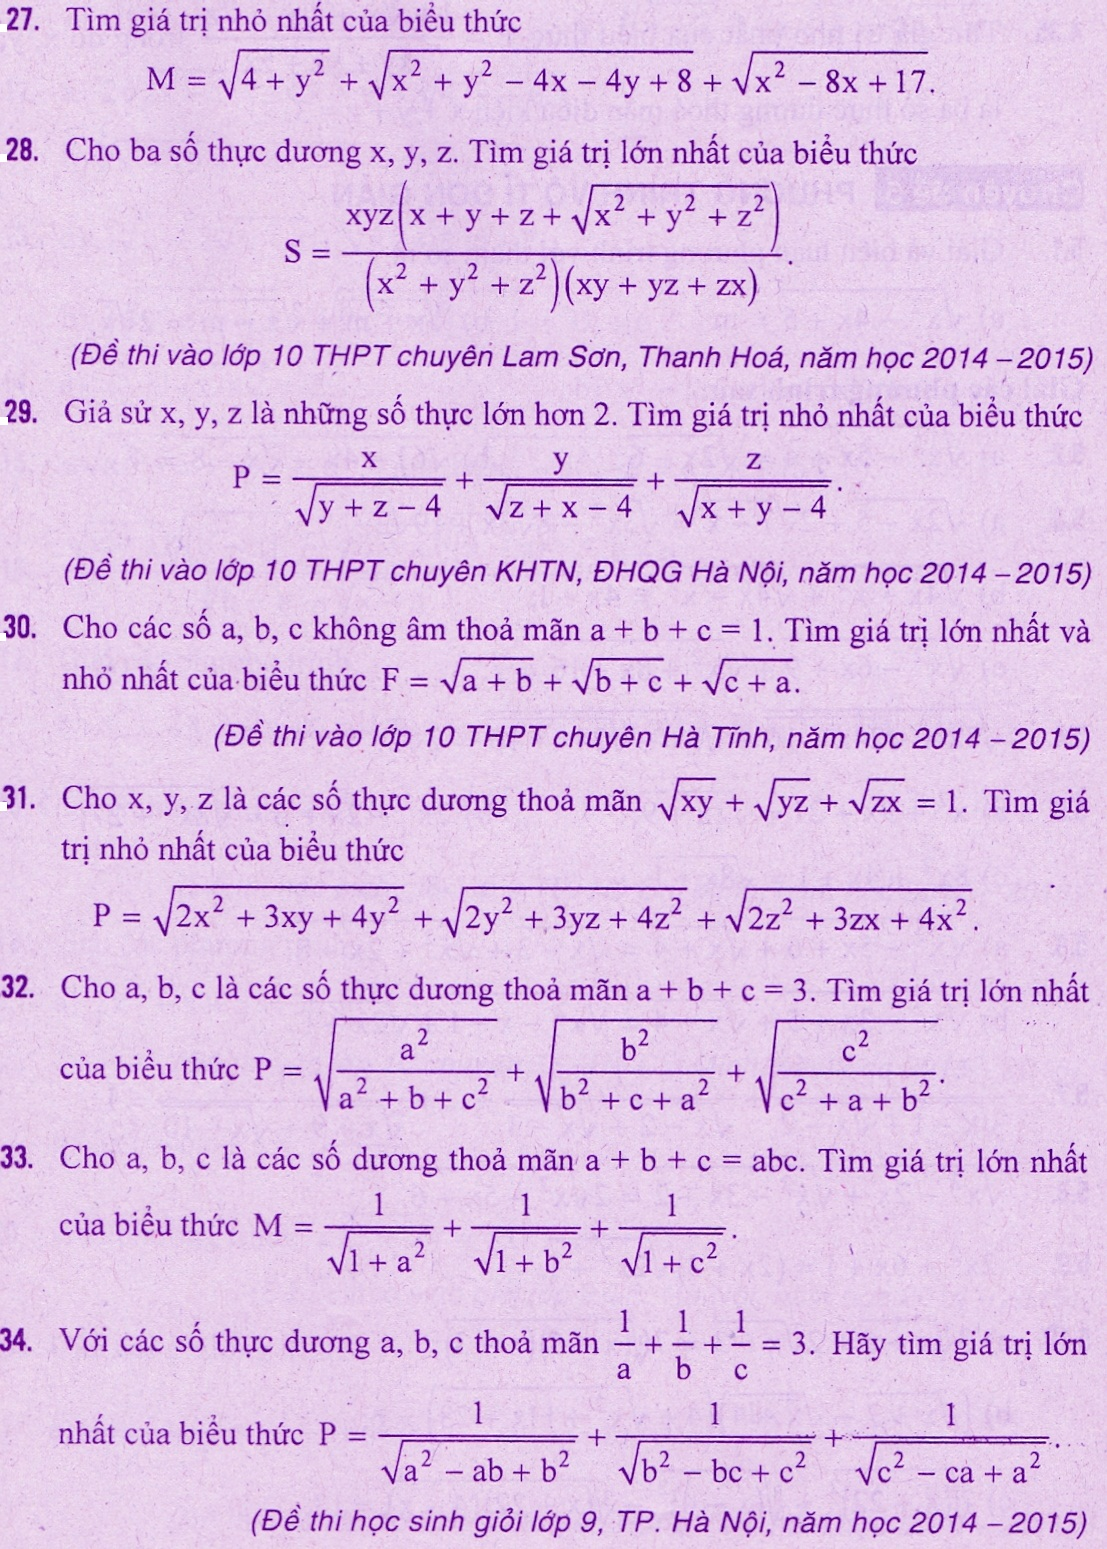 27. Tìm giá trị nhỏ nhất của biểu thức
M = √(4 + y²) + √(x² + y² – 4x – 4y + 8) + √(x² – 8x + 17).
28. Cho ba số thực dương x, y, z. Tìm giá trị lớn nhất của biểu thức
S = xyz(x + y + z + √(x² + y² + z²)) / ((x² + y² + z²)(xy + yz + zx)).
(Đề thi vào lớp 10 THPT chuyên Lam Sơn, Thanh Hoá, năm học 2014 – 2015)
29. Giả sử x, y, z là những số thực lớn hơn 2. Tìm giá trị nhỏ nhất của biểu thức
P = x/√(y + z – 4) + y/√(z + x – 4) + z/√(x + y – 4).
(Đề thi vào lớp 10 THPT chuyên KHTN, ĐHQG Hà Nội, năm học 2014 – 2015)
30. Cho các số a, b, c không âm thoả mãn a + b + c = 1. Tìm giá trị lớn nhất và
nhỏ nhất của biểu thức F = √(a + b) + √(b + c) + √(c + a).
(Đề thi vào lớp 10 THPT chuyên Hà Tĩnh, năm học 2014 – 2015)
31. Cho x, y, z là các số thực dương thoả mãn √xy + √yz + √zx = 1. Tìm giá
trị nhỏ nhất của biểu thức
P = √(2x² + 3xy + 4y²) + √(2y² + 3yz + 4z²) + √(2z² + 3zx + 4x²).
32. Cho a, b, c là các số thực dương thoả mãn a + b + c = 3. Tìm giá trị lớn nhất
của biểu thức P = √(a²/(a² + b + c²)) + √(b²/(b² + c + a²)) + √(c²/(c² + a + b²)).
33. Cho a, b, c là các số dương thoả mãn a + b + c = abc. Tìm giá trị lớn nhất
của biểu thức M = 1/√(1 + a²) + 1/√(1 + b²) + 1/√(1 + c²).
34. Với các số thực dương a, b, c thoả mãn 1/a + 1/b + 1/c = 3. Hãy tìm giá trị lớn
nhất của biểu thức P = 1/√(a² – ab + b²) + 1/√(b² – bc + c²) + 1/√(c² – ca + a²).
(Đề thi học sinh giỏi lớp 9, TP. Hà Nội, năm học 2014 – 2015)